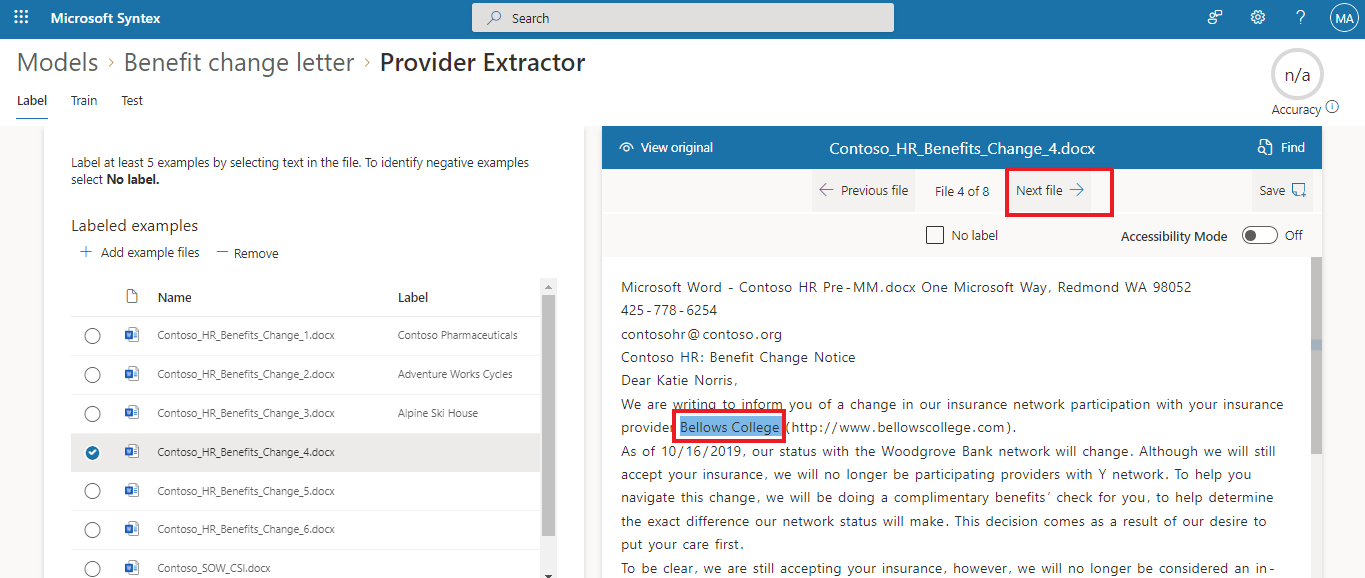 Microsoft Syntex
Search
?
MA
Models > Benefit change letter > Provider Extractor
n/a
Accuracy
Label Train Test
Label at least 5 examples by selecting text in the file. To identify negative examples
select No label.
Labeled examples
+ Add example files — Remove
Name Label
Contoso_HR_Benefits_Change_1.docx Contoso Pharmaceuticals
Contoso_HR_Benefits_Change_2.docx Adventure Works Cycles
Contoso_HR_Benefits_Change_3.docx Alpine Ski House
Contoso_HR_Benefits_Change_4.docx
Contoso_HR_Benefits_Change_5.docx
Contoso_HR_Benefits_Change_6.docx
Contoso_SOW_CSI.docx
View original Contoso_HR_Benefits_Change_4.docx Find
← Previous file File 4 of 8 Next file → Save
No label Accessibility Mode Off
Microsoft Word - Contoso HR Pre-MM.docx One Microsoft Way, Redmond WA 98052
425-778-6254
contosohr@contoso.org
Contoso HR: Benefit Change Notice
Dear Katie Norris,
We are writing to inform you of a change in our insurance network participation with your insurance
provider Bellows College (http://www.bellowscollege.com).
As of 10/16/2019, our status with the Woodgrove Bank network will change. Although we will still
accept your insurance, we will no longer be participating providers with Y network. To help you
navigate this change, we will be doing a complimentary benefits’ check for you, to help determine
the exact difference our network status will make. This decision comes as a result of our desire to
put your care first.
To be clear, we are still accepting your insurance, however, we will no longer be considered an in-